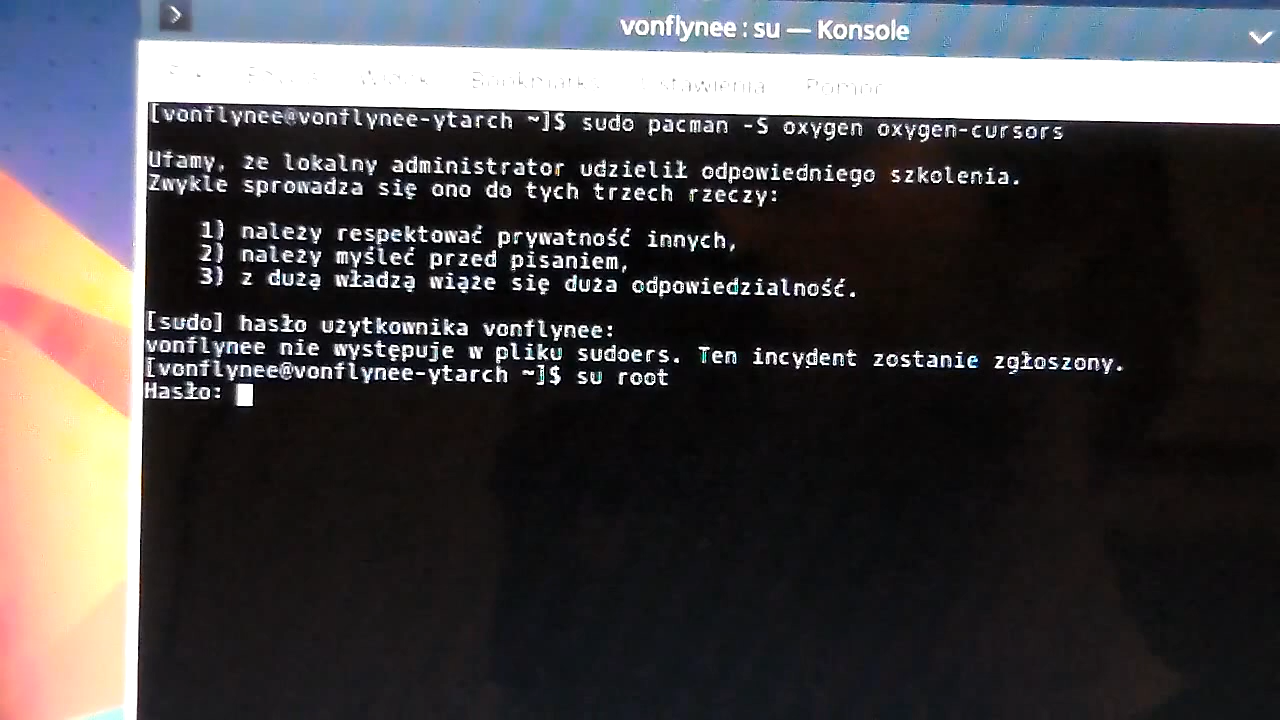 vonflynee : su — Konsole
Bookmarks Ustawienia Pomoc
[vonflynee@vonflynee-ytarch ~]$ sudo pacman -S oxygen oxygen-cursors
Ufamy, że lokalny administrator udzielił odpowiedniego szkolenia.
Zwykle sprowadza się ono do tych trzech rzeczy:
1) należy respektować prywatność innych,
2) należy myśleć przed pisaniem,
3) z dużą władzą wiąże się duża odpowiedzialność.
[sudo] hasło użytkownika vonflynee:
vonflynee nie występuje w pliku sudoers. Ten incydent zostanie zgłoszony.
[vonflynee@vonflynee-ytarch ~]$ su root
Hasło: